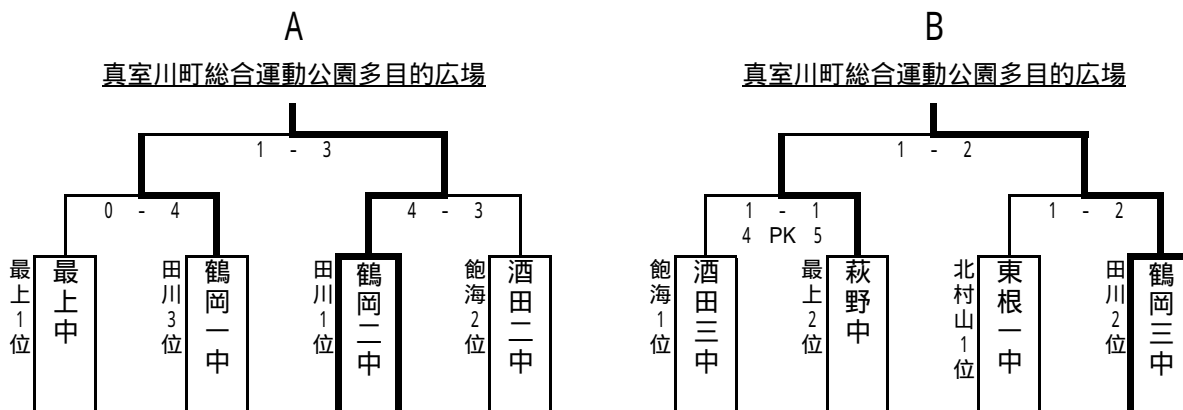 A
真室川町総合運動公園多目的広場
1 - 3
0 - 4
4 - 3
最上1位
最上中
田川3位
鶴岡一中
田川1位
鶴岡二中
飽海2位
酒田二中
B
真室川町総合運動公園多目的広場
1 - 2
1 - 1
4 PK 5
1 - 2
飽海1位
酒田三中
最上2位
萩野中
北村山1位
東根一中
田川2位
鶴岡三中